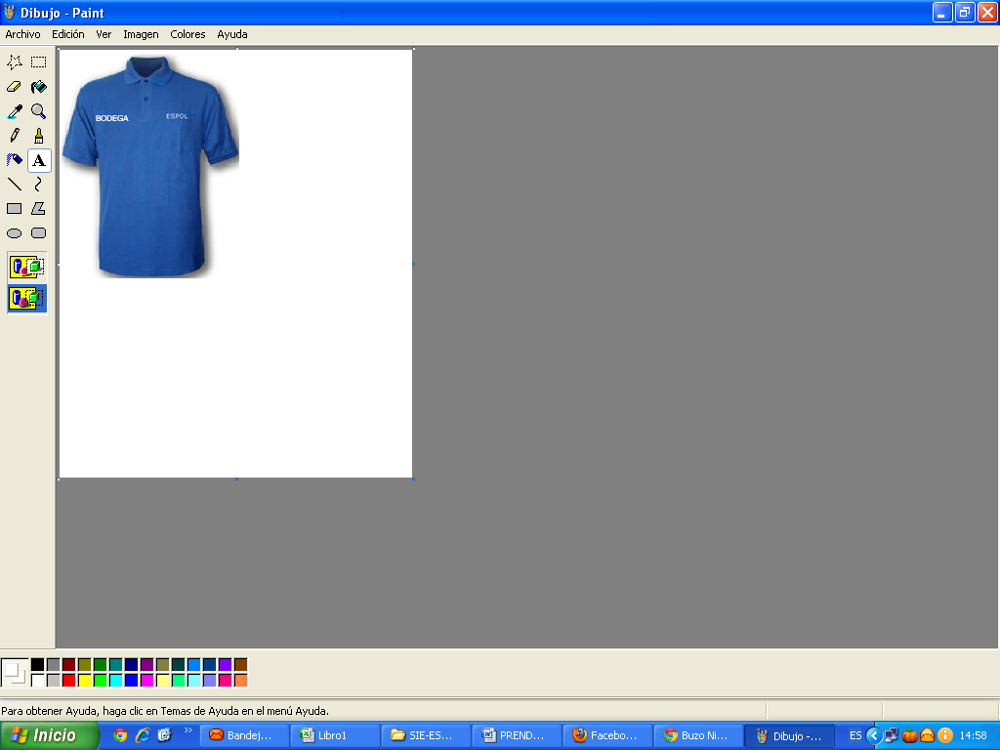 Dibujo - Paint
Archivo Edición Ver Imagen Colores Ayuda
BODEGA ESPOL
A
Para obtener Ayuda, haga clic en Temas de Ayuda en el menú Ayuda.
Inicio Bandej... Libro1 SIE-ES... PREND... Facebo... Buzo Ni... Dibujo -... ES 14:58